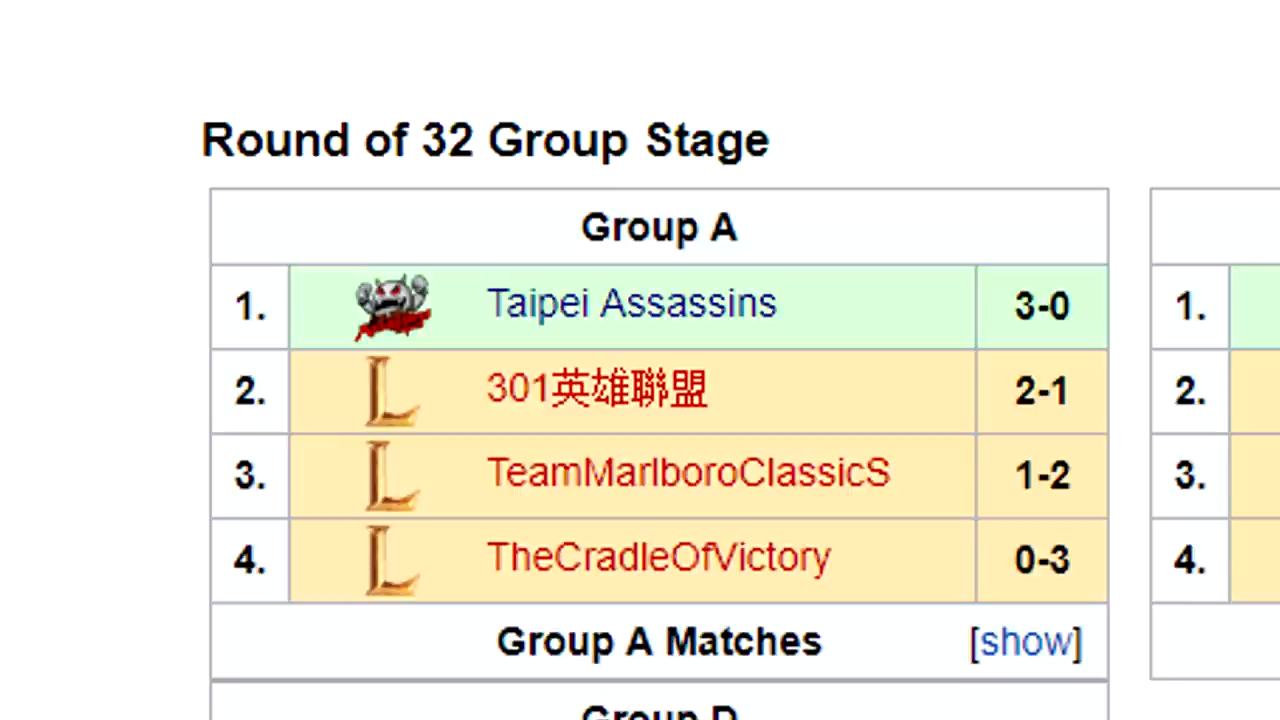 Round of 32 Group Stage
Group A
1. Taipei Assassins 3-0 1.
2. 301英雄聯盟 2-1 2.
3. TeamMarlboroClassicS 1-2 3.
4. TheCradleOfVictory 0-3 4.
Group A Matches [show]
Group